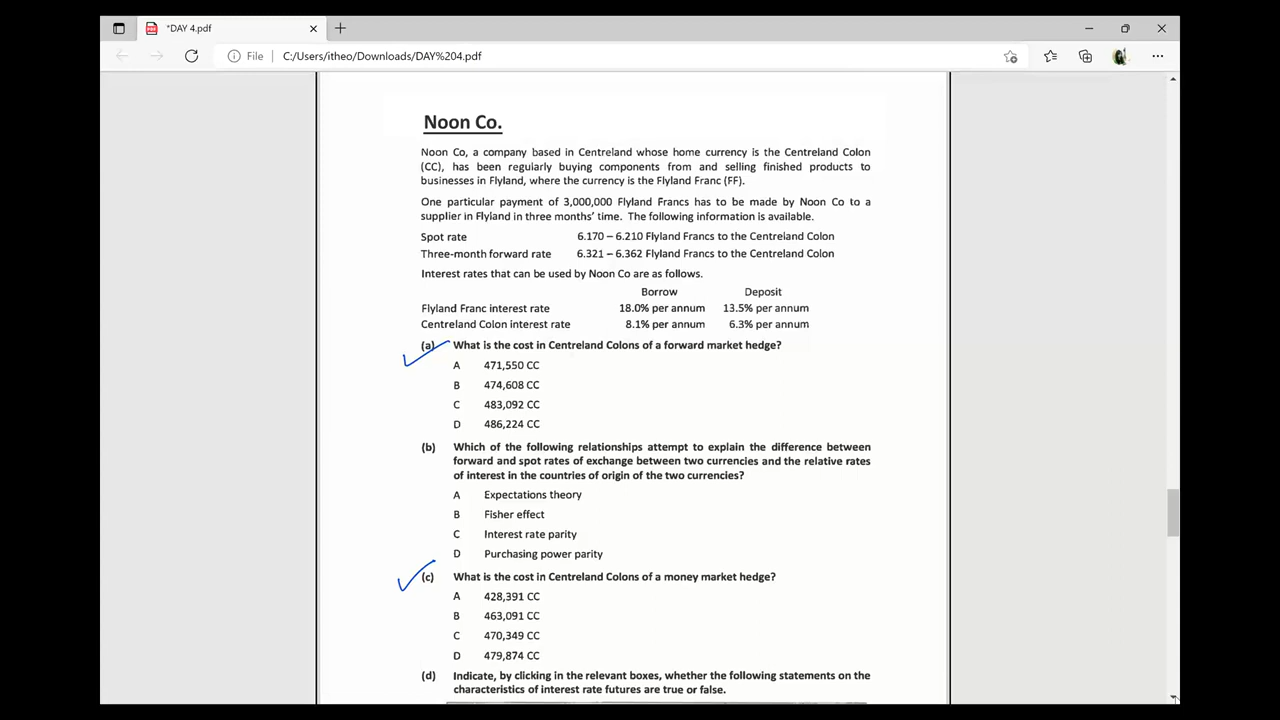 *DAY 4.pdf
File C:/Users/itheo/Downloads/DAY%204.pdf
Noon Co.
Noon Co, a company based in Centreland whose home currency is the Centreland Colon
(CC), has been regularly buying components from and selling finished products to
businesses in Flyland, where the currency is the Flyland Franc (FF).
One particular payment of 3,000,000 Flyland Francs has to be made by Noon Co to a
supplier in Flyland in three months' time. The following information is available.
Spot rate 6.170 – 6.210 Flyland Francs to the Centreland Colon
Three-month forward rate 6.321 – 6.362 Flyland Francs to the Centreland Colon
Interest rates that can be used by Noon Co are as follows.
Borrow Deposit
Flyland Franc interest rate 18.0% per annum 13.5% per annum
Centreland Colon interest rate 8.1% per annum 6.3% per annum
(a) What is the cost in Centreland Colons of a forward market hedge?
A 471,550 CC
B 474,608 CC
C 483,092 CC
D 486,224 CC
(b) Which of the following relationships attempt to explain the difference between
forward and spot rates of exchange between two currencies and the relative rates
of interest in the countries of origin of the two currencies?
A Expectations theory
B Fisher effect
C Interest rate parity
D Purchasing power parity
(c) What is the cost in Centreland Colons of a money market hedge?
A 428,391 CC
B 463,091 CC
C 470,349 CC
D 479,874 CC
(d) Indicate, by clicking in the relevant boxes, whether the following statements on the
characteristics of interest rate futures are true or false.